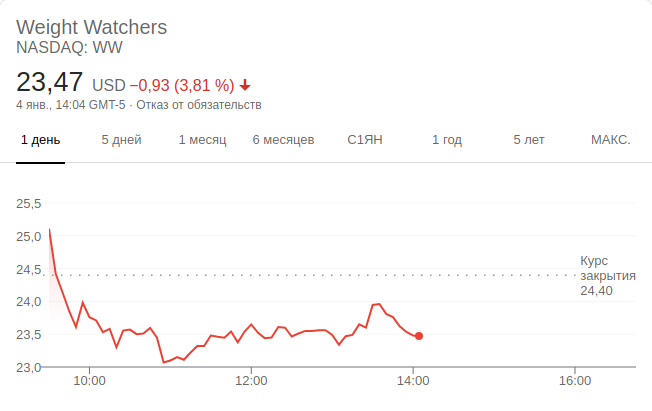 Weight Watchers
NASDAQ: WW
23,47 USD −0,93 (3,81 %)
4 янв., 14:04 GMT-5 · Отказ от обязательств
1 день 5 дней 1 месяц 6 месяцев С1ЯН 1 год 5 лет МАКС.
25,5
25,0
24,5
24,0
23,5
23,0
Курс
закрытия
24,40
10:00 12:00 14:00 16:00